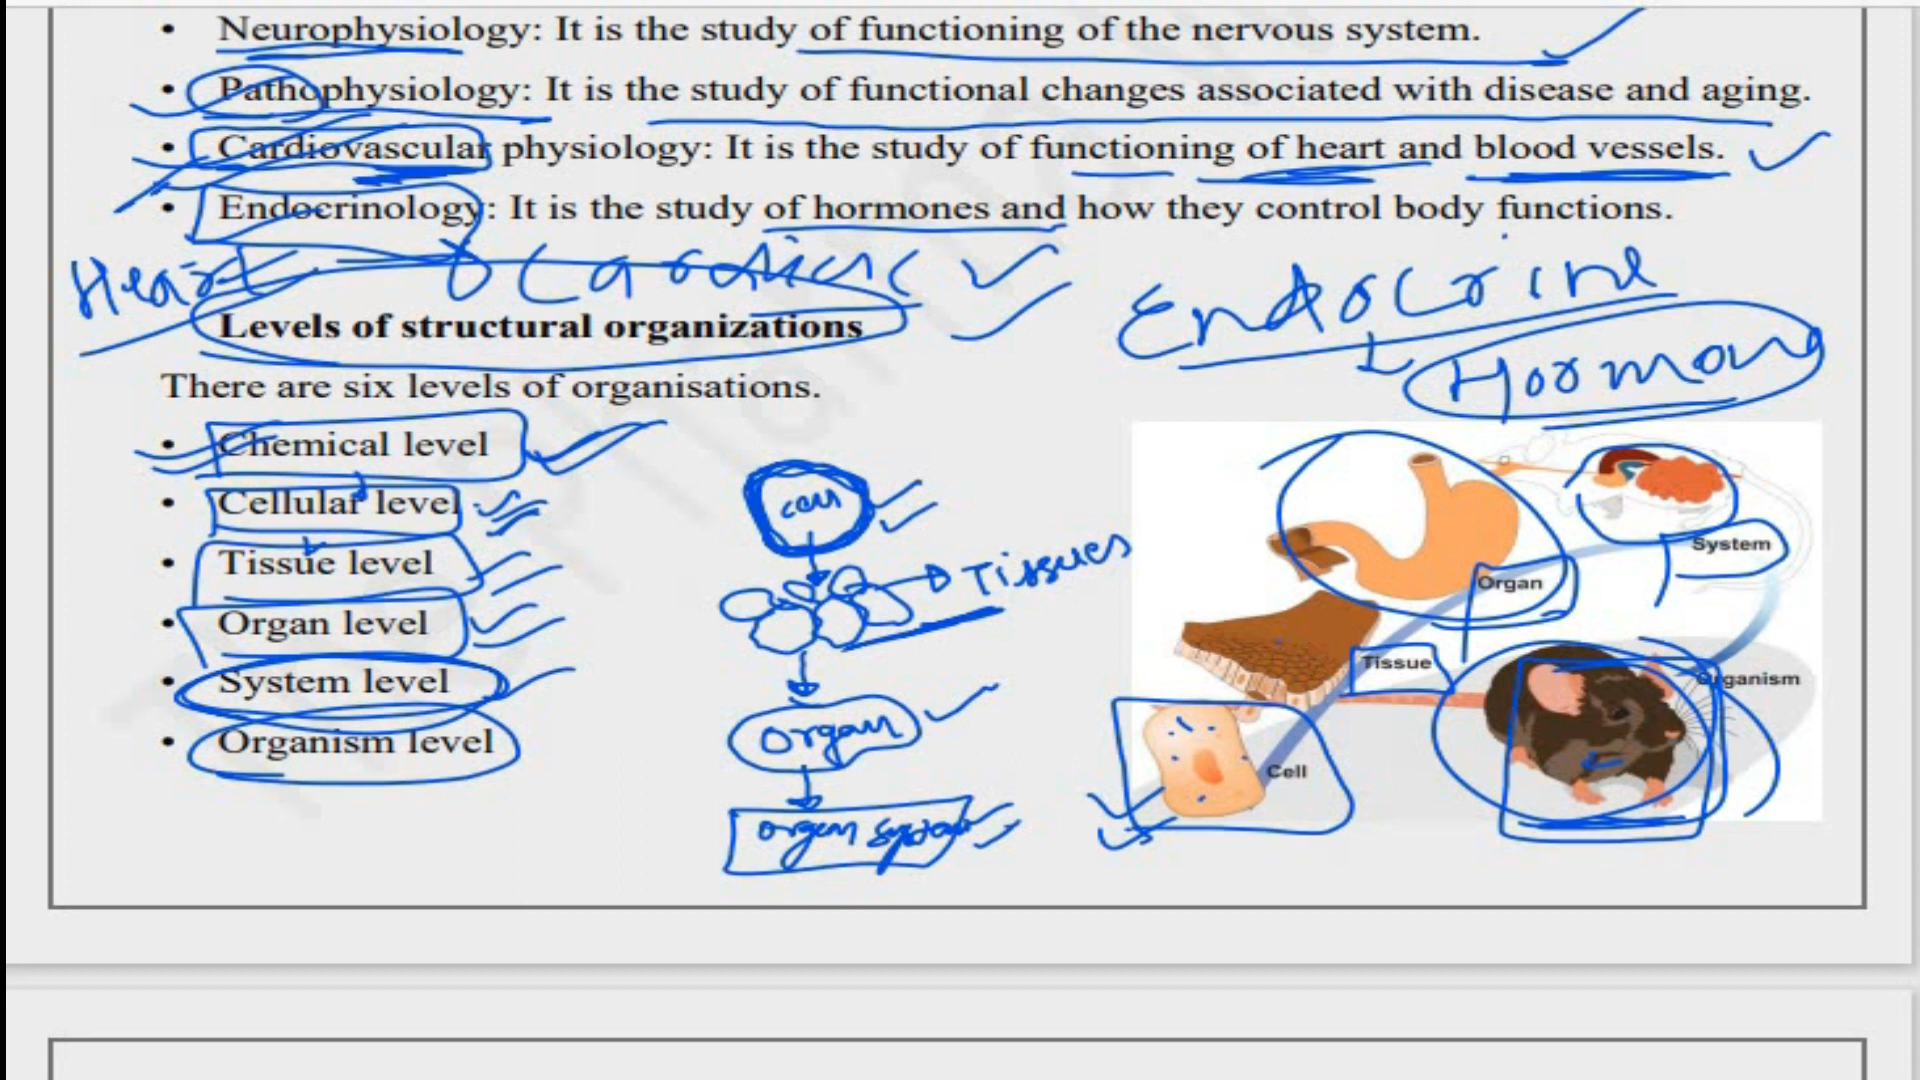 • Neurophysiology: It is the study of functioning of the nervous system.
• Pathophysiology: It is the study of functional changes associated with disease and aging.
• Cardiovascular physiology: It is the study of functioning of heart and blood vessels.
• Endocrinology: It is the study of hormones and how they control body functions.
Heart Cardiac
Endocrine
Hormone
Levels of structural organizations
There are six levels of organisations.
• Chemical level
• Cellular level
• Tissue level
• Organ level
• System level
• Organism level
cell
Tissues
organ
organ system
System
Organ
Tissue
Organism
Cell